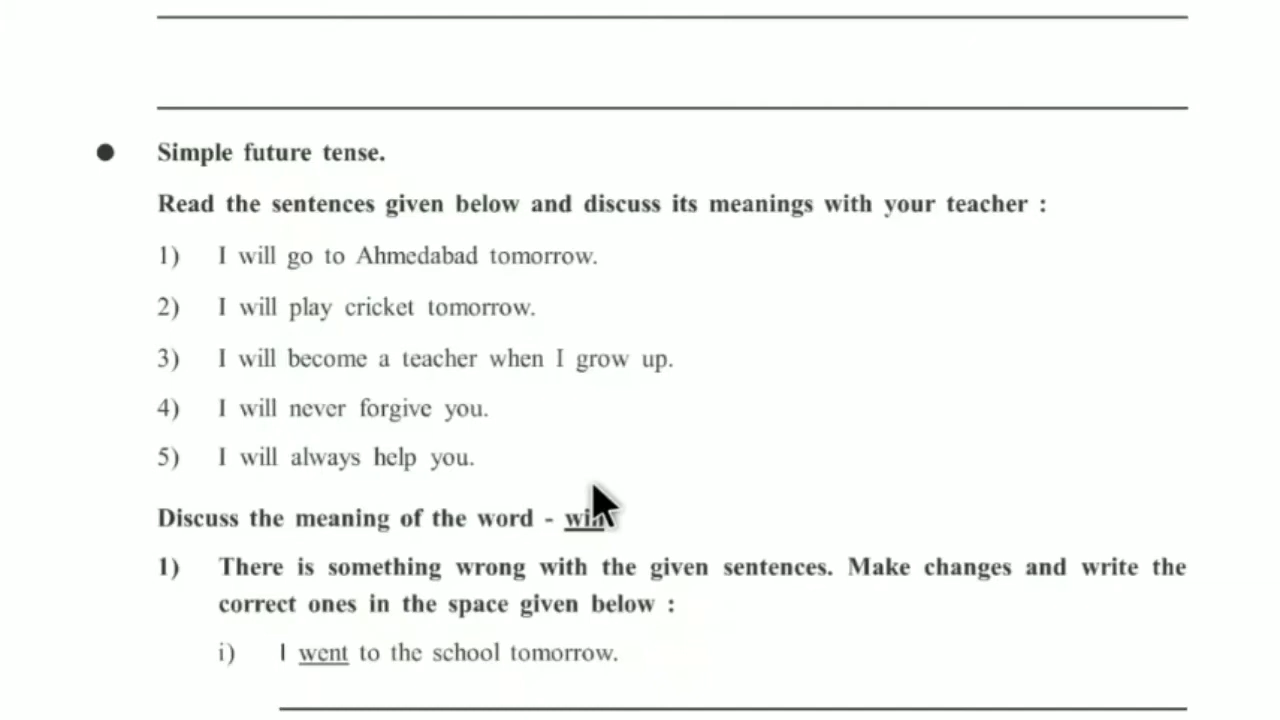 ● Simple future tense.
Read the sentences given below and discuss its meanings with your teacher :
1) I will go to Ahmedabad tomorrow.
2) I will play cricket tomorrow.
3) I will become a teacher when I grow up.
4) I will never forgive you.
5) I will always help you.
Discuss the meaning of the word -
1) There is something wrong with the given sentences. Make changes and write the
correct ones in the space given below :
i) I went to the school tomorrow.